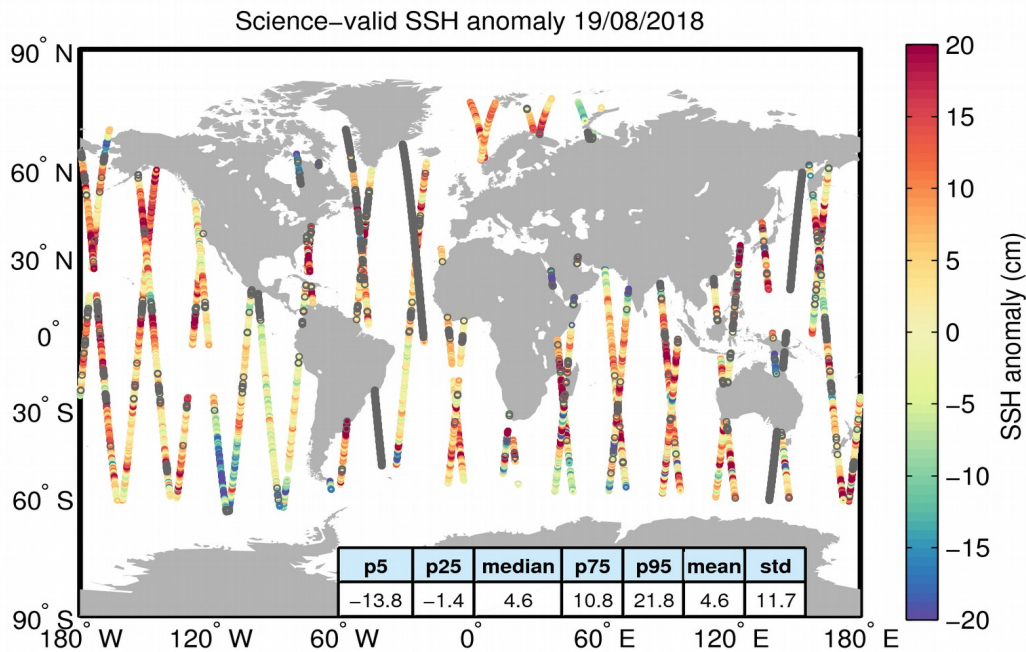 Science−valid SSH anomaly 19/08/2018
90° N
60° N
30° N
0°
30° S
60° S
90° S
180° W
120° W
60° W
0°
60° E
120° E
180° E
p5 p25 median p75 p95 mean std
−13.8 −1.4 4.6 10.8 21.8 4.6 11.7
20
15
10
5
0
−5
−10
−15
−20
SSH anomaly (cm)